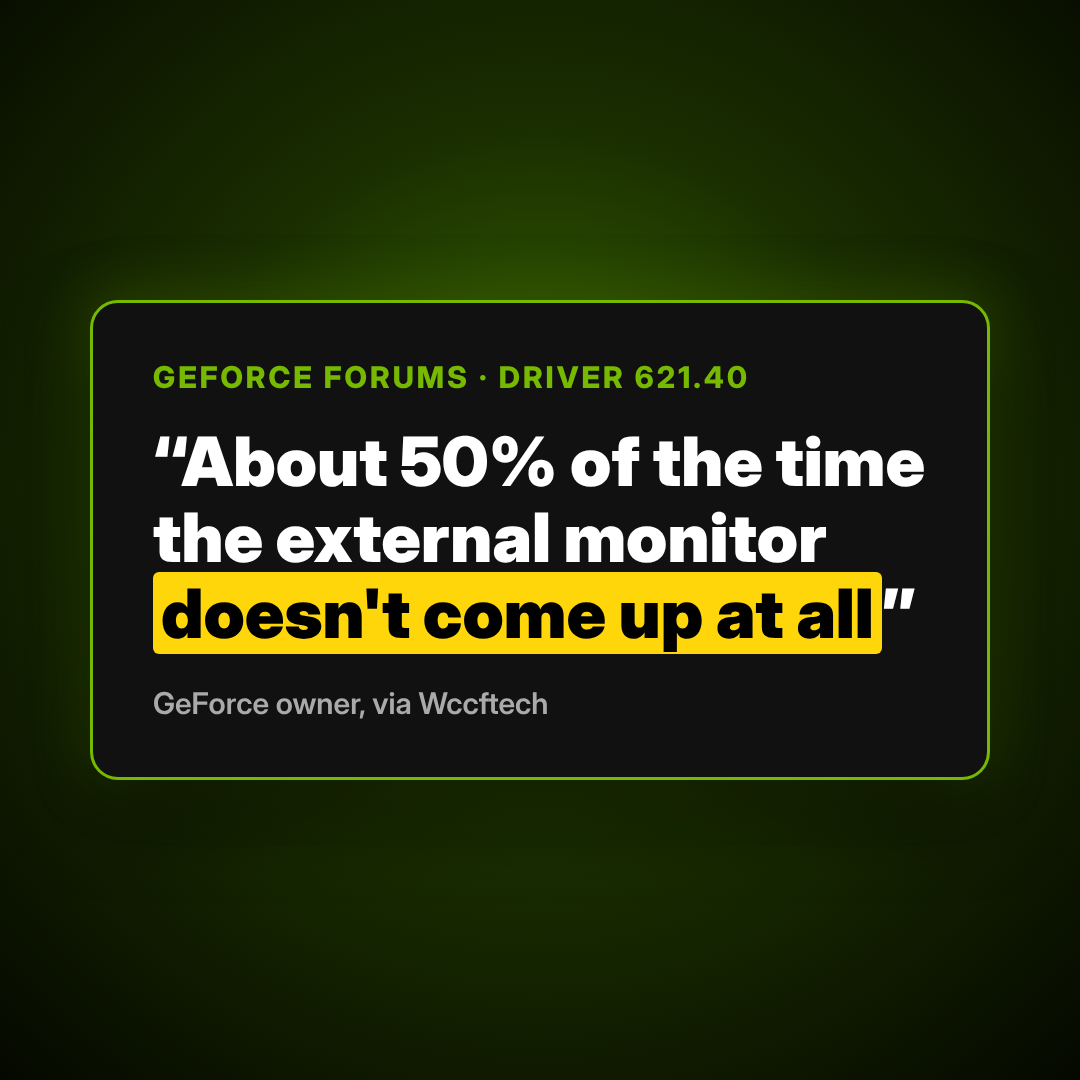 GEFORCE FORUMS · DRIVER 621.40
“About 50% of the time
the external monitor
doesn't come up at all”
GeForce owner, via Wccftech